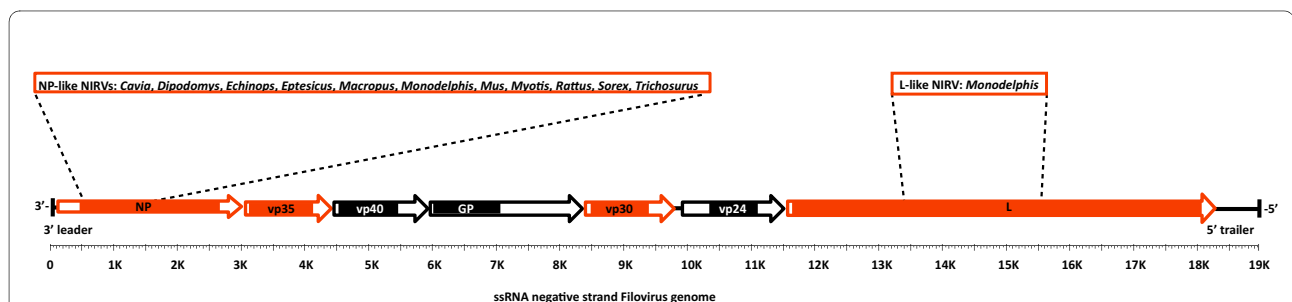 NP-like NIRVs: Cavia, Dipodomys, Echinops, Eptesicus, Macropus, Monodelphis, Mus, Myotis, Rattus, Sorex, Trichosurus
L-like NIRV: Monodelphis
3’- NP vp35 vp40 GP vp30 vp24 L -5’
3’ leader 5’ trailer
0 1K 2K 3K 4K 5K 6K 7K 8K 9K 10K 11K 12K 13K 14K 15K 16K 17K 18K 19K
ssRNA negative strand Filovirus genome